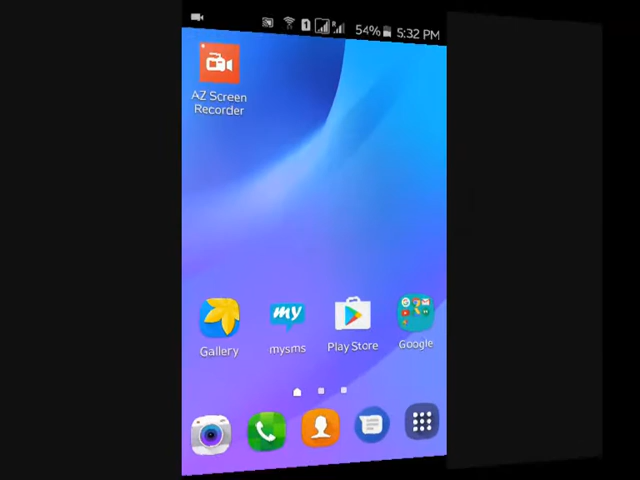 54% 5:32 PM
AZ Screen
Recorder
my
Gallery
mysms
Play Store
Google